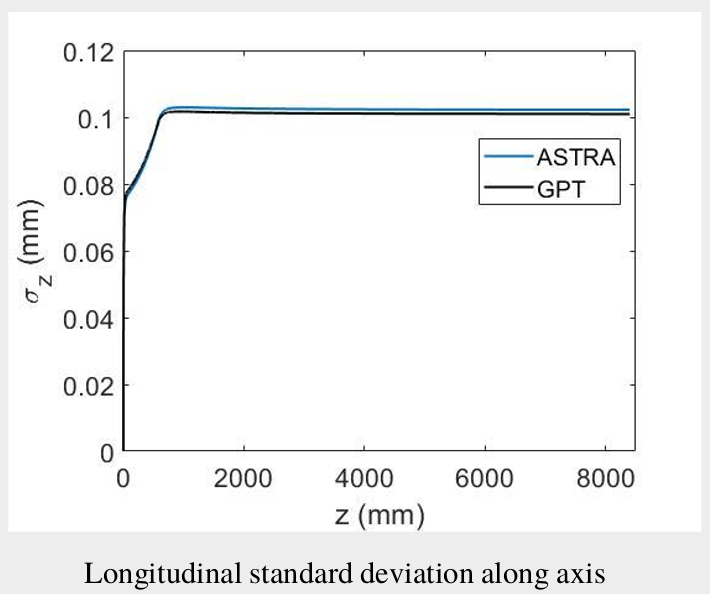 0.12
0.1
0.08
0.06
0.04
0.02
0
σz (mm)
ASTRA
GPT
0 2000 4000 6000 8000
z (mm)
Longitudinal standard deviation along axis